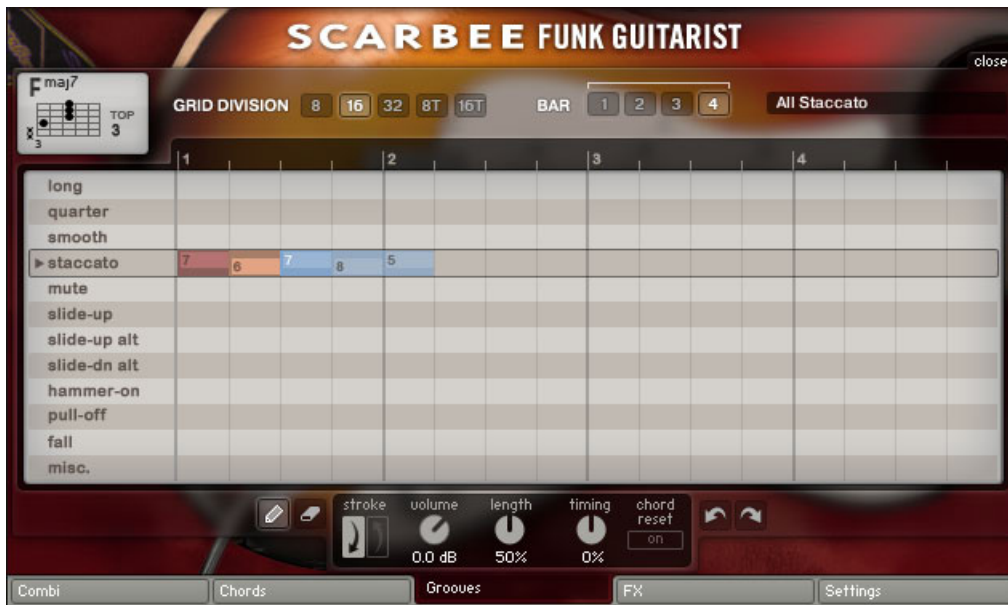 SCARBEE FUNK GUITARIST
close
Fmaj7
TOP
3
x
3
GRID DIVISION 8 16 32 8T 16T BAR 1 2 3 4 All Staccato
1 2 3 4
long
quarter
smooth
staccato 7 6 7 8 5
mute
slide-up
slide-up alt
slide-dn alt
hammer-on
pull-off
fall
misc.
stroke volume length timing chord reset
on
0.0 dB 50% 0%
Combi Chords Grooves FX Settings